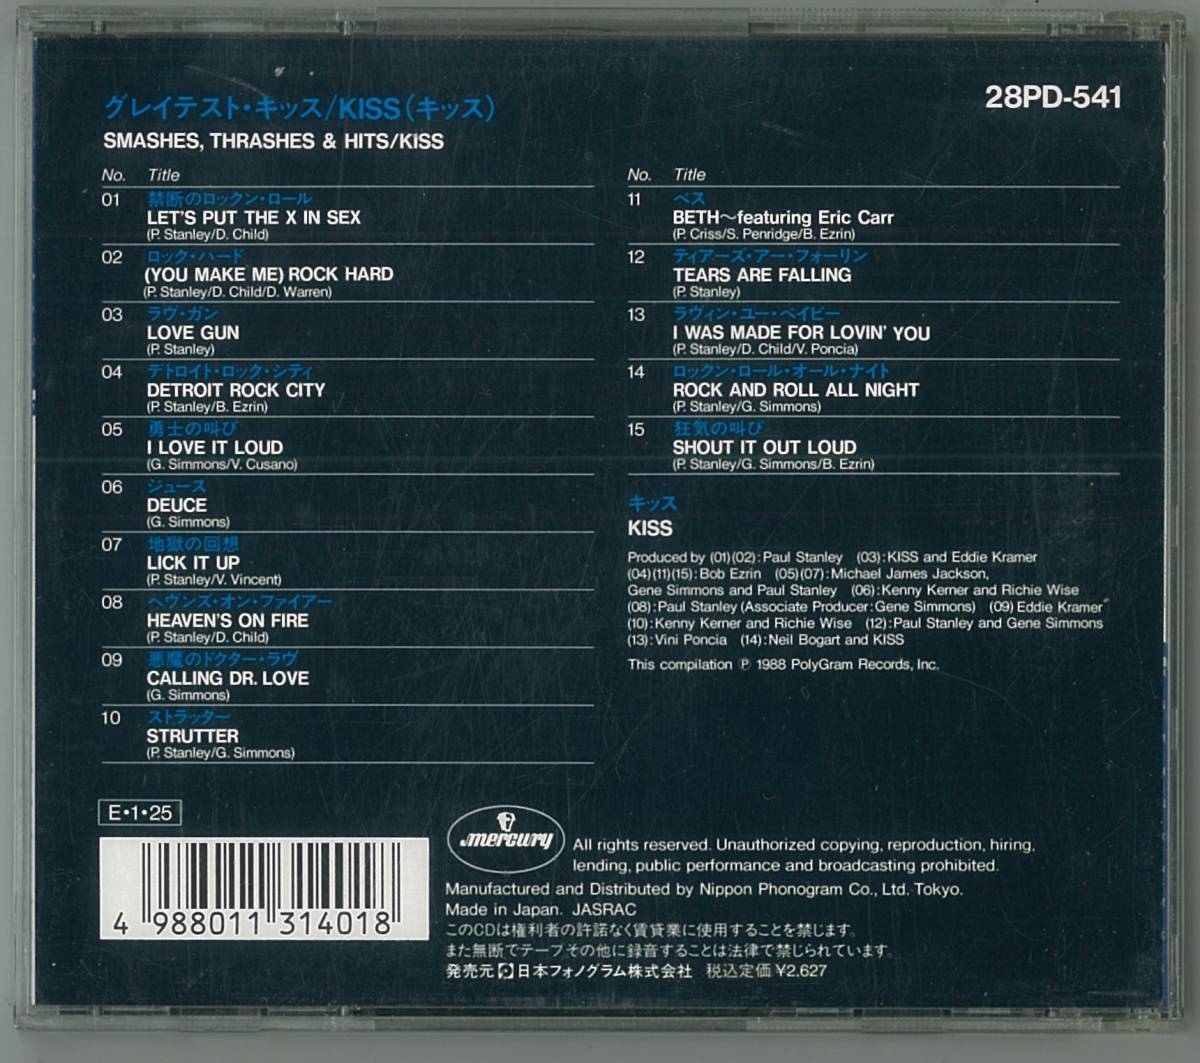 グレイテスト・キッス/KISS(キッス)
28PD-541
SMASHES, THRASHES & HITS/KISS
No. Title
01 禁断のロックン・ロール
LET'S PUT THE X IN SEX
(P. Stanley/D. Child)
02 ロック・ハード
(YOU MAKE ME) ROCK HARD
(P. Stanley/D. Child/D. Warren)
03 ラヴ・ガン
LOVE GUN
(P. Stanley)
04 デトロイト・ロック・シティ
DETROIT ROCK CITY
(P. Stanley/B. Ezrin)
05 勇士の叫び
I LOVE IT LOUD
(G. Simmons/V. Cusano)
06 ジュース
DEUCE
(G. Simmons)
07 地獄の回想
LICK IT UP
(P. Stanley/V. Vincent)
08 ヘヴンズ・オン・ファイアー
HEAVEN'S ON FIRE
(P. Stanley/D. Child)
09 悪魔のドクター・ラヴ
CALLING DR. LOVE
(G. Simmons)
10 ストラッター
STRUTTER
(P. Stanley/G. Simmons)
No. Title
11 ベス
BETH〜featuring Eric Carr
(P. Criss/S. Penridge/B. Ezrin)
12 ティアーズ・アー・フォーリン
TEARS ARE FALLING
(P. Stanley)
13 ラヴィン・ユー・ベイビー
I WAS MADE FOR LOVIN' YOU
(P. Stanley/D. Child/V. Poncia)
14 ロックン・ロール・オール・ナイト
ROCK AND ROLL ALL NIGHT
(P. Stanley/G. Simmons)
15 狂気の叫び
SHOUT IT OUT LOUD
(P. Stanley/G. Simmons/B. Ezrin)
キッス
KISS
Produced by (01)(02):Paul Stanley (03):KISS and Eddie Kramer
(04)(11)(15):Bob Ezrin (05)(07):Michael James Jackson,
Gene Simmons and Paul Stanley (06):Kenny Kerner and Richie Wise
(08):Paul Stanley (Associate Producer:Gene Simmons) (09) Eddie Kramer
(10):Kenny Kerner and Richie Wise (12):Paul Stanley and Gene Simmons
(13):Vini Poncia (14):Neil Bogart and KISS
This compilation Ⓟ 1988 PolyGram Records, Inc.
E•1•25
4 988011 314018
mercury
All rights reserved. Unauthorized copying, reproduction, hiring,
lending, public performance and broadcasting prohibited.
Manufactured and Distributed by Nippon Phonogram Co., Ltd. Tokyo.
Made in Japan. JASRAC
このCDは権利者の許諾なく賃貸業に使用することを禁じます。
また無断でテープその他に録音することは法律で禁じられています。
発売元 日本フォノグラム株式会社 税込定価¥2,627